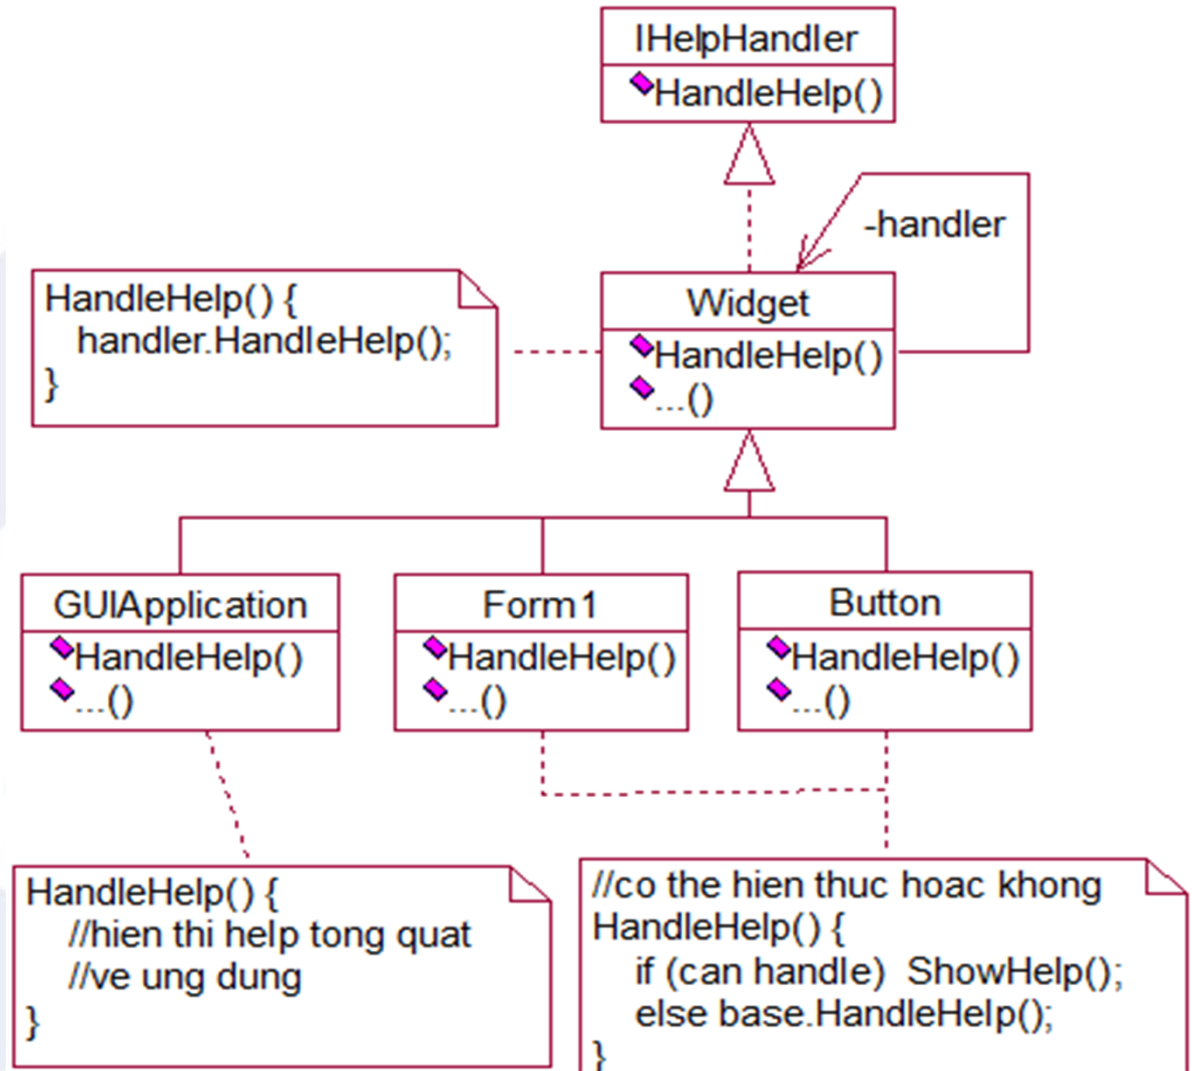 IHelpHandler
HandleHelp()
-handler
HandleHelp() {
handler.HandleHelp();
}
Widget
HandleHelp()
...()
GUIApplication
HandleHelp()
...()
Form1
HandleHelp()
...()
Button
HandleHelp()
...()
HandleHelp() {
//hien thi help tong quat
//ve ung dung
}
//co the hien thuc hoac khong
HandleHelp() {
if (can handle) ShowHelp();
else base.HandleHelp();
}